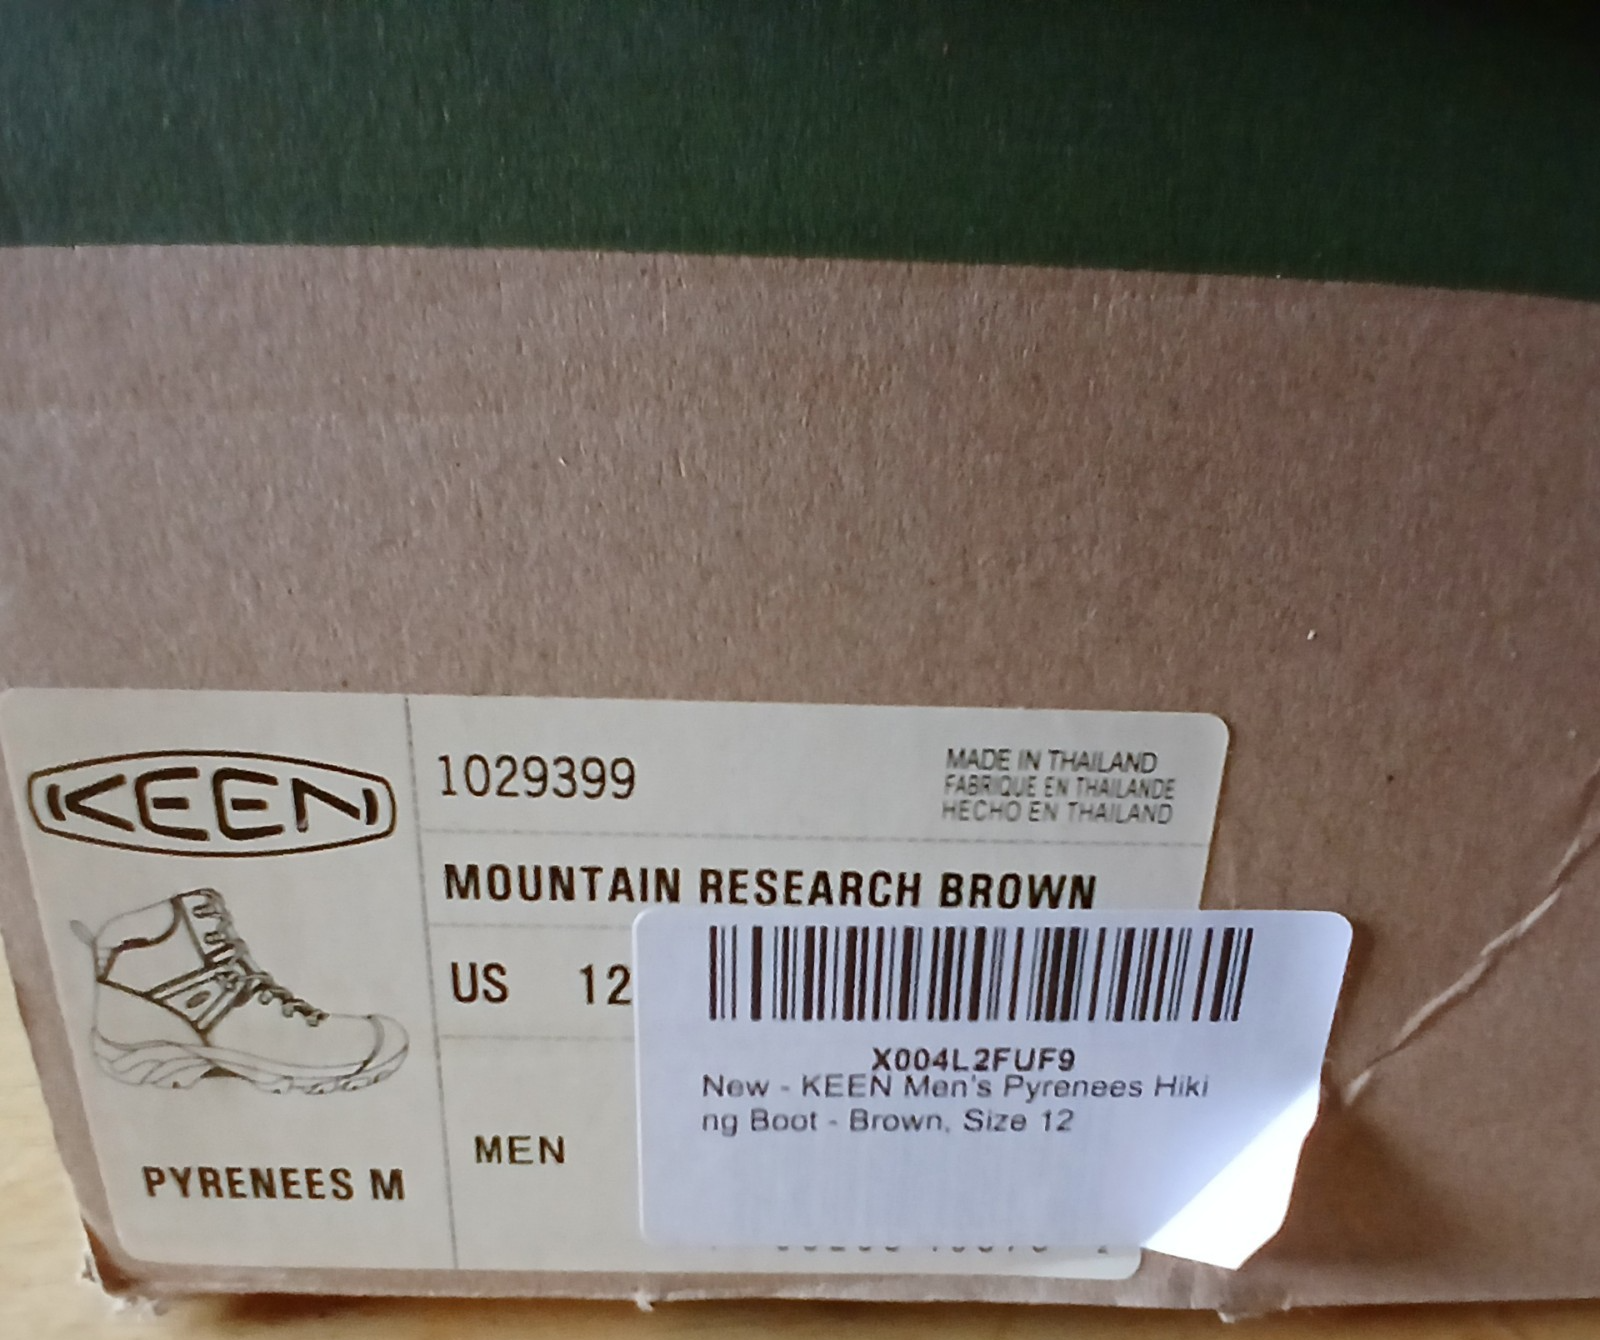 KEEN
1029399
MADE IN THAILAND
FABRIQUE EN THAILANDE
HECHO EN THAILAND
MOUNTAIN RESEARCH BROWN
US 12
MEN
PYRENEES M
X004L2FUF9
New - KEEN Men's Pyrenees Hiki
ng Boot - Brown, Size 12